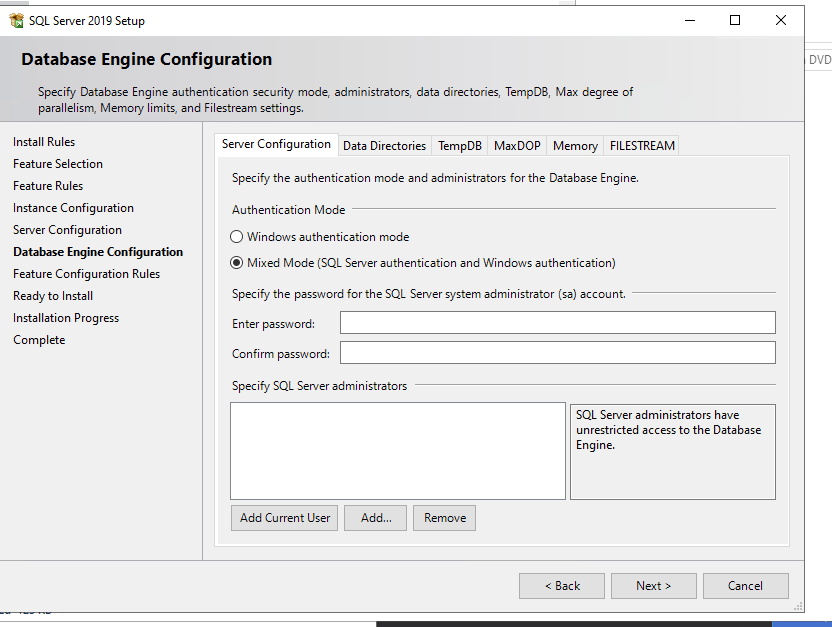 SQL Server 2019 Setup
Database Engine Configuration
Specify Database Engine authentication security mode, administrators, data directories, TempDB, Max degree of
parallelism, Memory limits, and Filestream settings.
DVD
Install Rules
Feature Selection
Feature Rules
Instance Configuration
Server Configuration
Database Engine Configuration
Feature Configuration Rules
Ready to Install
Installation Progress
Complete
Server Configuration Data Directories TempDB MaxDOP Memory FILESTREAM
Specify the authentication mode and administrators for the Database Engine.
Authentication Mode
Windows authentication mode
Mixed Mode (SQL Server authentication and Windows authentication)
Specify the password for the SQL Server system administrator (sa) account.
Enter password:
Confirm password:
Specify SQL Server administrators
SQL Server administrators have
unrestricted access to the Database
Engine.
Add Current User Add... Remove
< Back Next > Cancel